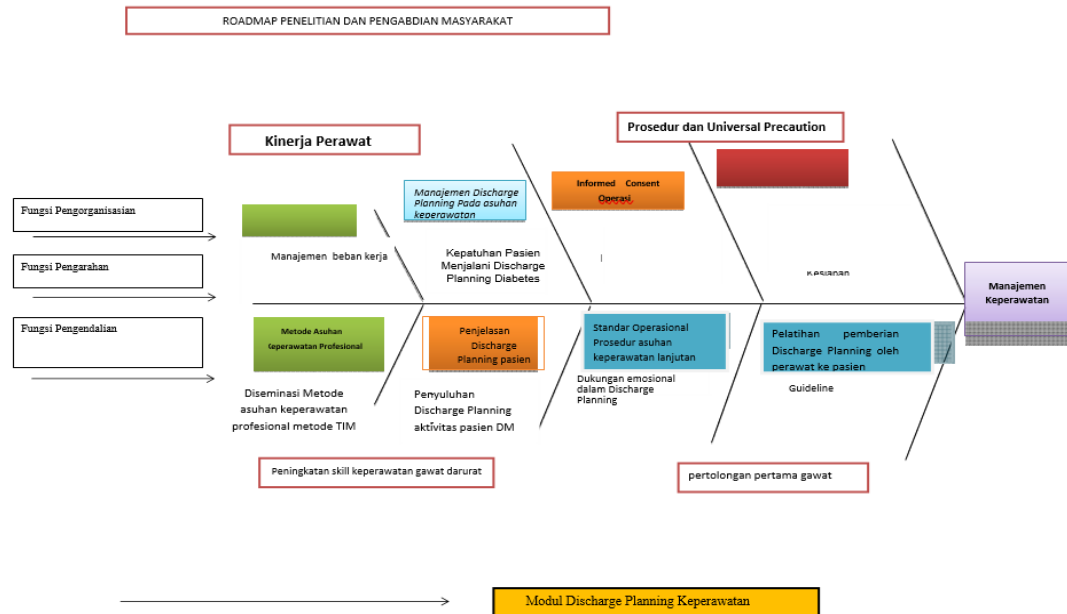 ROADMAP PENELITIAN DAN PENGABDIAN MASYARAKAT
Kinerja Perawat
Prosedur dan Universal Precaution
Manajemen Discharge
Planning Pada asuhan
keperawatan
Informed Consent
Operasi
Fungsi Pengorganisasian
Manajemen beban kerja
Kepatuhan Pasien
Menjalani Discharge
Planning Diabetes
Fungsi Pengarahan
Manajemen
Keperawatan
Fungsi Pengendalian
Metode Asuhan
Keperawatan Profesional
Penjelasan
Discharge
Planning pasien
Standar Operasional
Prosedur asuhan
keperawatan lanjutan
Pelatihan pemberian
Discharge Planning oleh
perawat ke pasien
Diseminasi Metode
asuhan keperawatan
profesional metode TIM
Penyuluhan
Discharge Planning
aktivitas pasien DM
Dukungan emosional
dalam Discharge
Planning
Guideline
Peningkatan skill keperawatan gawat darurat
pertolongan pertama gawat
Modul Discharge Planning Keperawatan